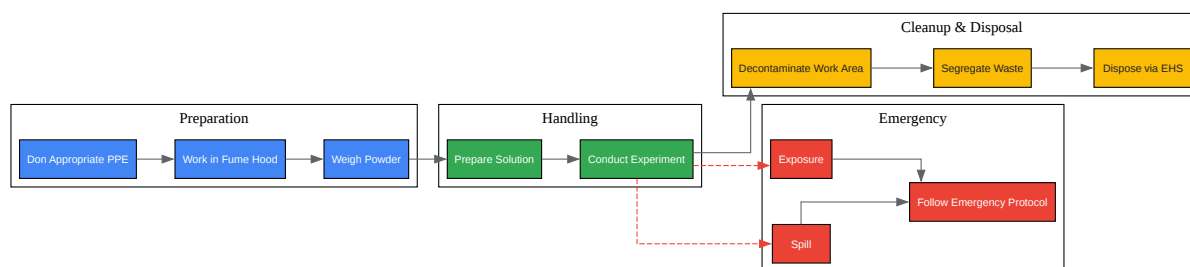 Cleanup & Disposal
Decontaminate Work Area
Segregate Waste
Dispose via EHS
Preparation
Don Appropriate PPE
Work in Fume Hood
Weigh Powder
Handling
Prepare Solution
Conduct Experiment
Emergency
Exposure
Follow Emergency Protocol
Spill